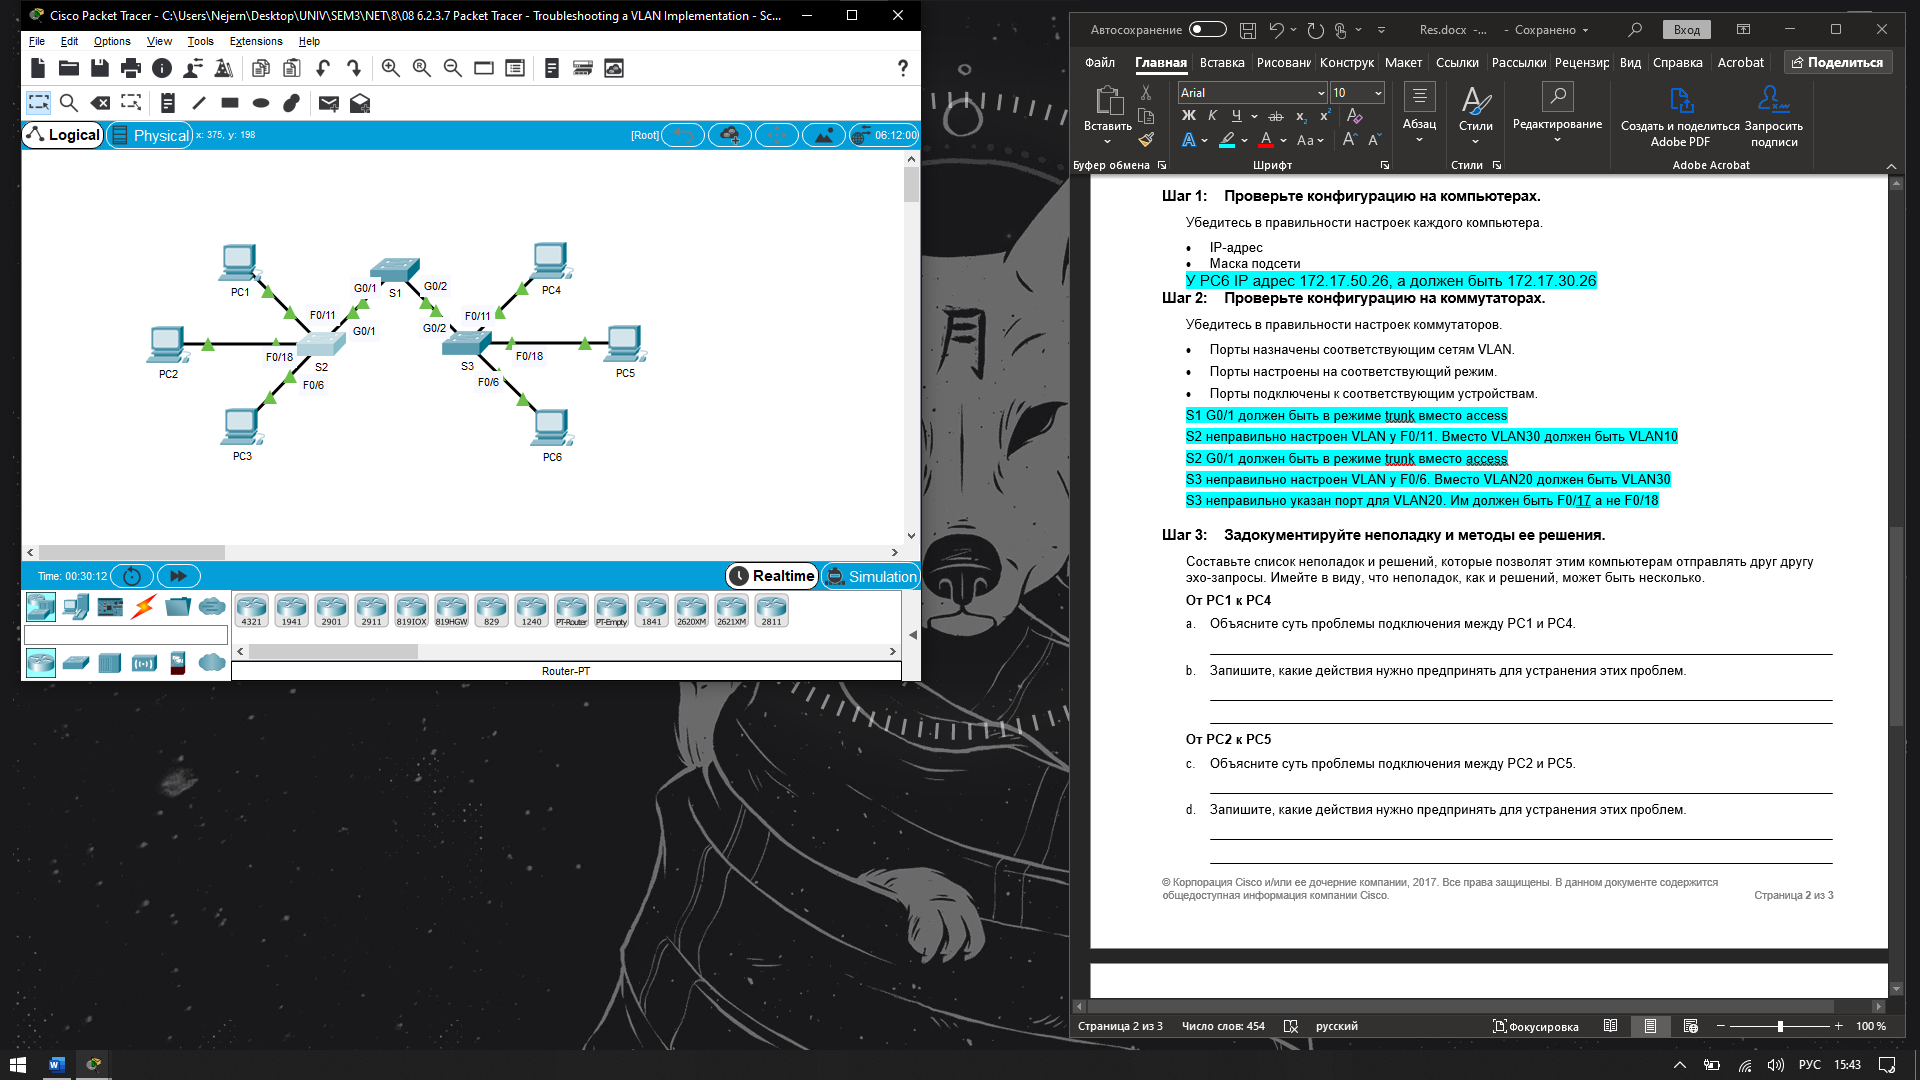 Cisco Packet Tracer - C:\Users\Nejern\Desktop\UNIV\SEM3\NET\8\08 6.2.3.7 Packet Tracer - Troubleshooting a VLAN Implementation - Sc...
File Edit Options View Tools Extensions Help
Logical Physical x: 375, y: 198 [Root] 06:12:00
PC1
G0/1
S1
G0/2
PC4
F0/11
G0/1
G0/2
F0/11
F0/18
S2
PC2
S3
F0/18
PC5
F0/6
F0/6
PC3
PC6
Time: 00:30:12 Realtime Simulation
4321 1941 2901 2911 819IOX 819HGW 829 1240 PT-Router PT-Empty 1841 2620XM 2621XM 2811
Router-PT
Автосохранение Res.docx -... - Сохранено Вход
Файл Главная Вставка Рисовани Конструк Макет Ссылки Рассылки Рецензир Вид Справка Acrobat Поделиться
Arial 10
Вставить
Ж К Ч ab x₂ x²
Aa
Абзац
Стили
Редактирование
Создать и поделиться Adobe PDF
Запросить подписи
Буфер обмена Шрифт Стили Adobe Acrobat
Шаг 1: Проверьте конфигурацию на компьютерах.
Убедитесь в правильности настроек каждого компьютера.
• IP-адрес
• Маска подсети
У PC6 IP адрес 172.17.50.26, а должен быть 172.17.30.26
Шаг 2: Проверьте конфигурацию на коммутаторах.
Убедитесь в правильности настроек коммутаторов.
• Порты назначены соответствующим сетям VLAN.
• Порты настроены на соответствующий режим.
• Порты подключены к соответствующим устройствам.
S1 G0/1 должен быть в режиме trunk вместо access
S2 неправильно настроен VLAN у F0/11. Вместо VLAN30 должен быть VLAN10
S2 G0/1 должен быть в режиме trunk вместо access
S3 неправильно настроен VLAN у F0/6. Вместо VLAN20 должен быть VLAN30
S3 неправильно указан порт для VLAN20. Им должен быть F0/17 а не F0/18
Шаг 3: Задокументируйте неполадку и методы ее решения.
Составьте список неполадок и решений, которые позволят этим компьютерам отправлять друг другу
эхо-запросы. Имейте в виду, что неполадок, как и решений, может быть несколько.
От PC1 к PC4
a. Объясните суть проблемы подключения между PC1 и PC4.
b. Запишите, какие действия нужно предпринять для устранения этих проблем.
От PC2 к PC5
c. Объясните суть проблемы подключения между PC2 и PC5.
d. Запишите, какие действия нужно предпринять для устранения этих проблем.
© Корпорация Cisco и/или ее дочерние компании, 2017. Все права защищены. В данном документе содержится
общедоступная информация компании Cisco. Страница 2 из 3
Страница 2 из 3 Число слов: 454 русский Фокусировка 100 %
月
РУС 15:43